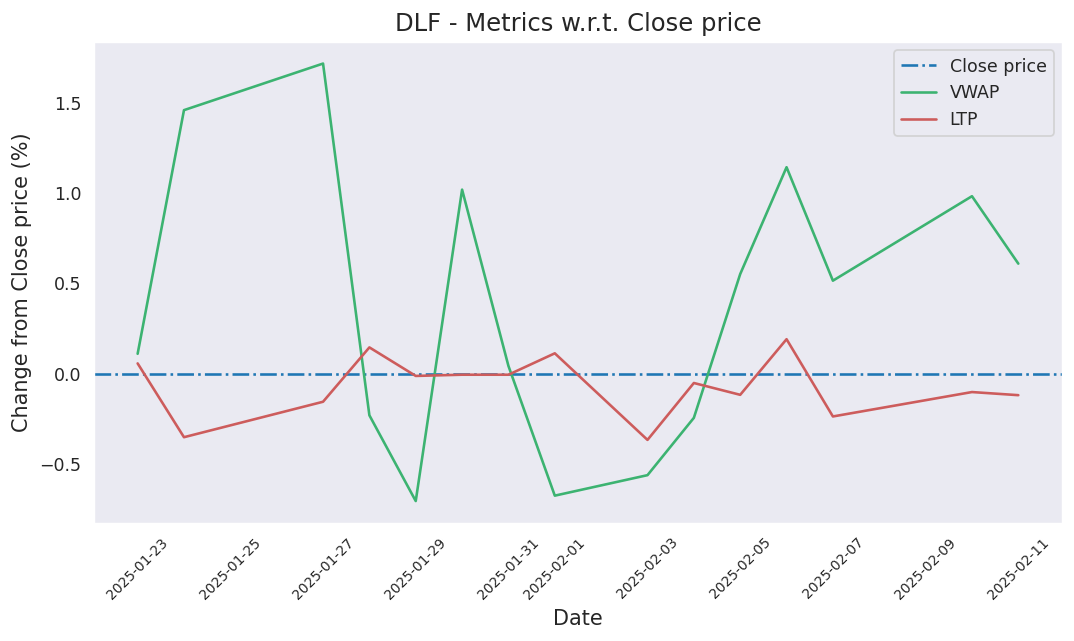 DLF - Metrics w.r.t. Close price
Close price
VWAP
LTP
Change from Close price (%)
1.5
1.0
0.5
0.0
−0.5
2025-01-23
2025-01-25
2025-01-27
2025-01-29
2025-01-31
2025-02-01
2025-02-03
2025-02-05
2025-02-07
2025-02-09
2025-02-11
Date